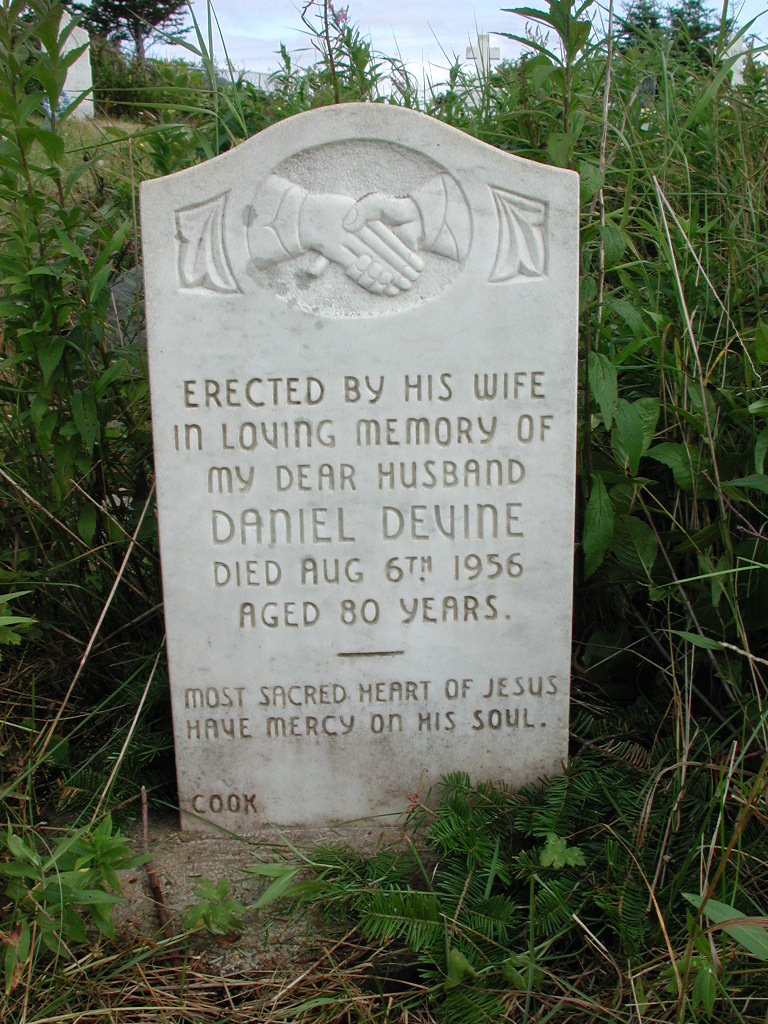 ERECTED BY HIS WIFE
IN LOVING MEMORY OF
MY DEAR HUSBAND
DANIEL DEVINE
DIED AUG 6TH 1956
AGED 80 YEARS.
MOST SACRED HEART OF JESUS
HAVE MERCY ON HIS SOUL.
COOK